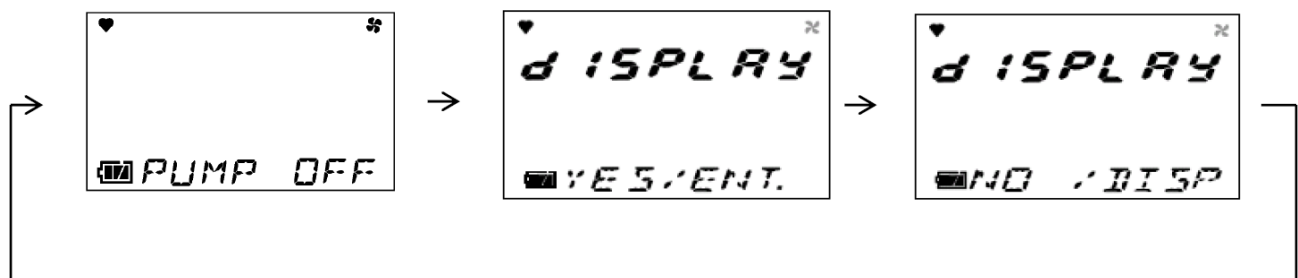 PUMP OFF
dISPLAY
YES/ENT.
dISPLAY
NO /DISP